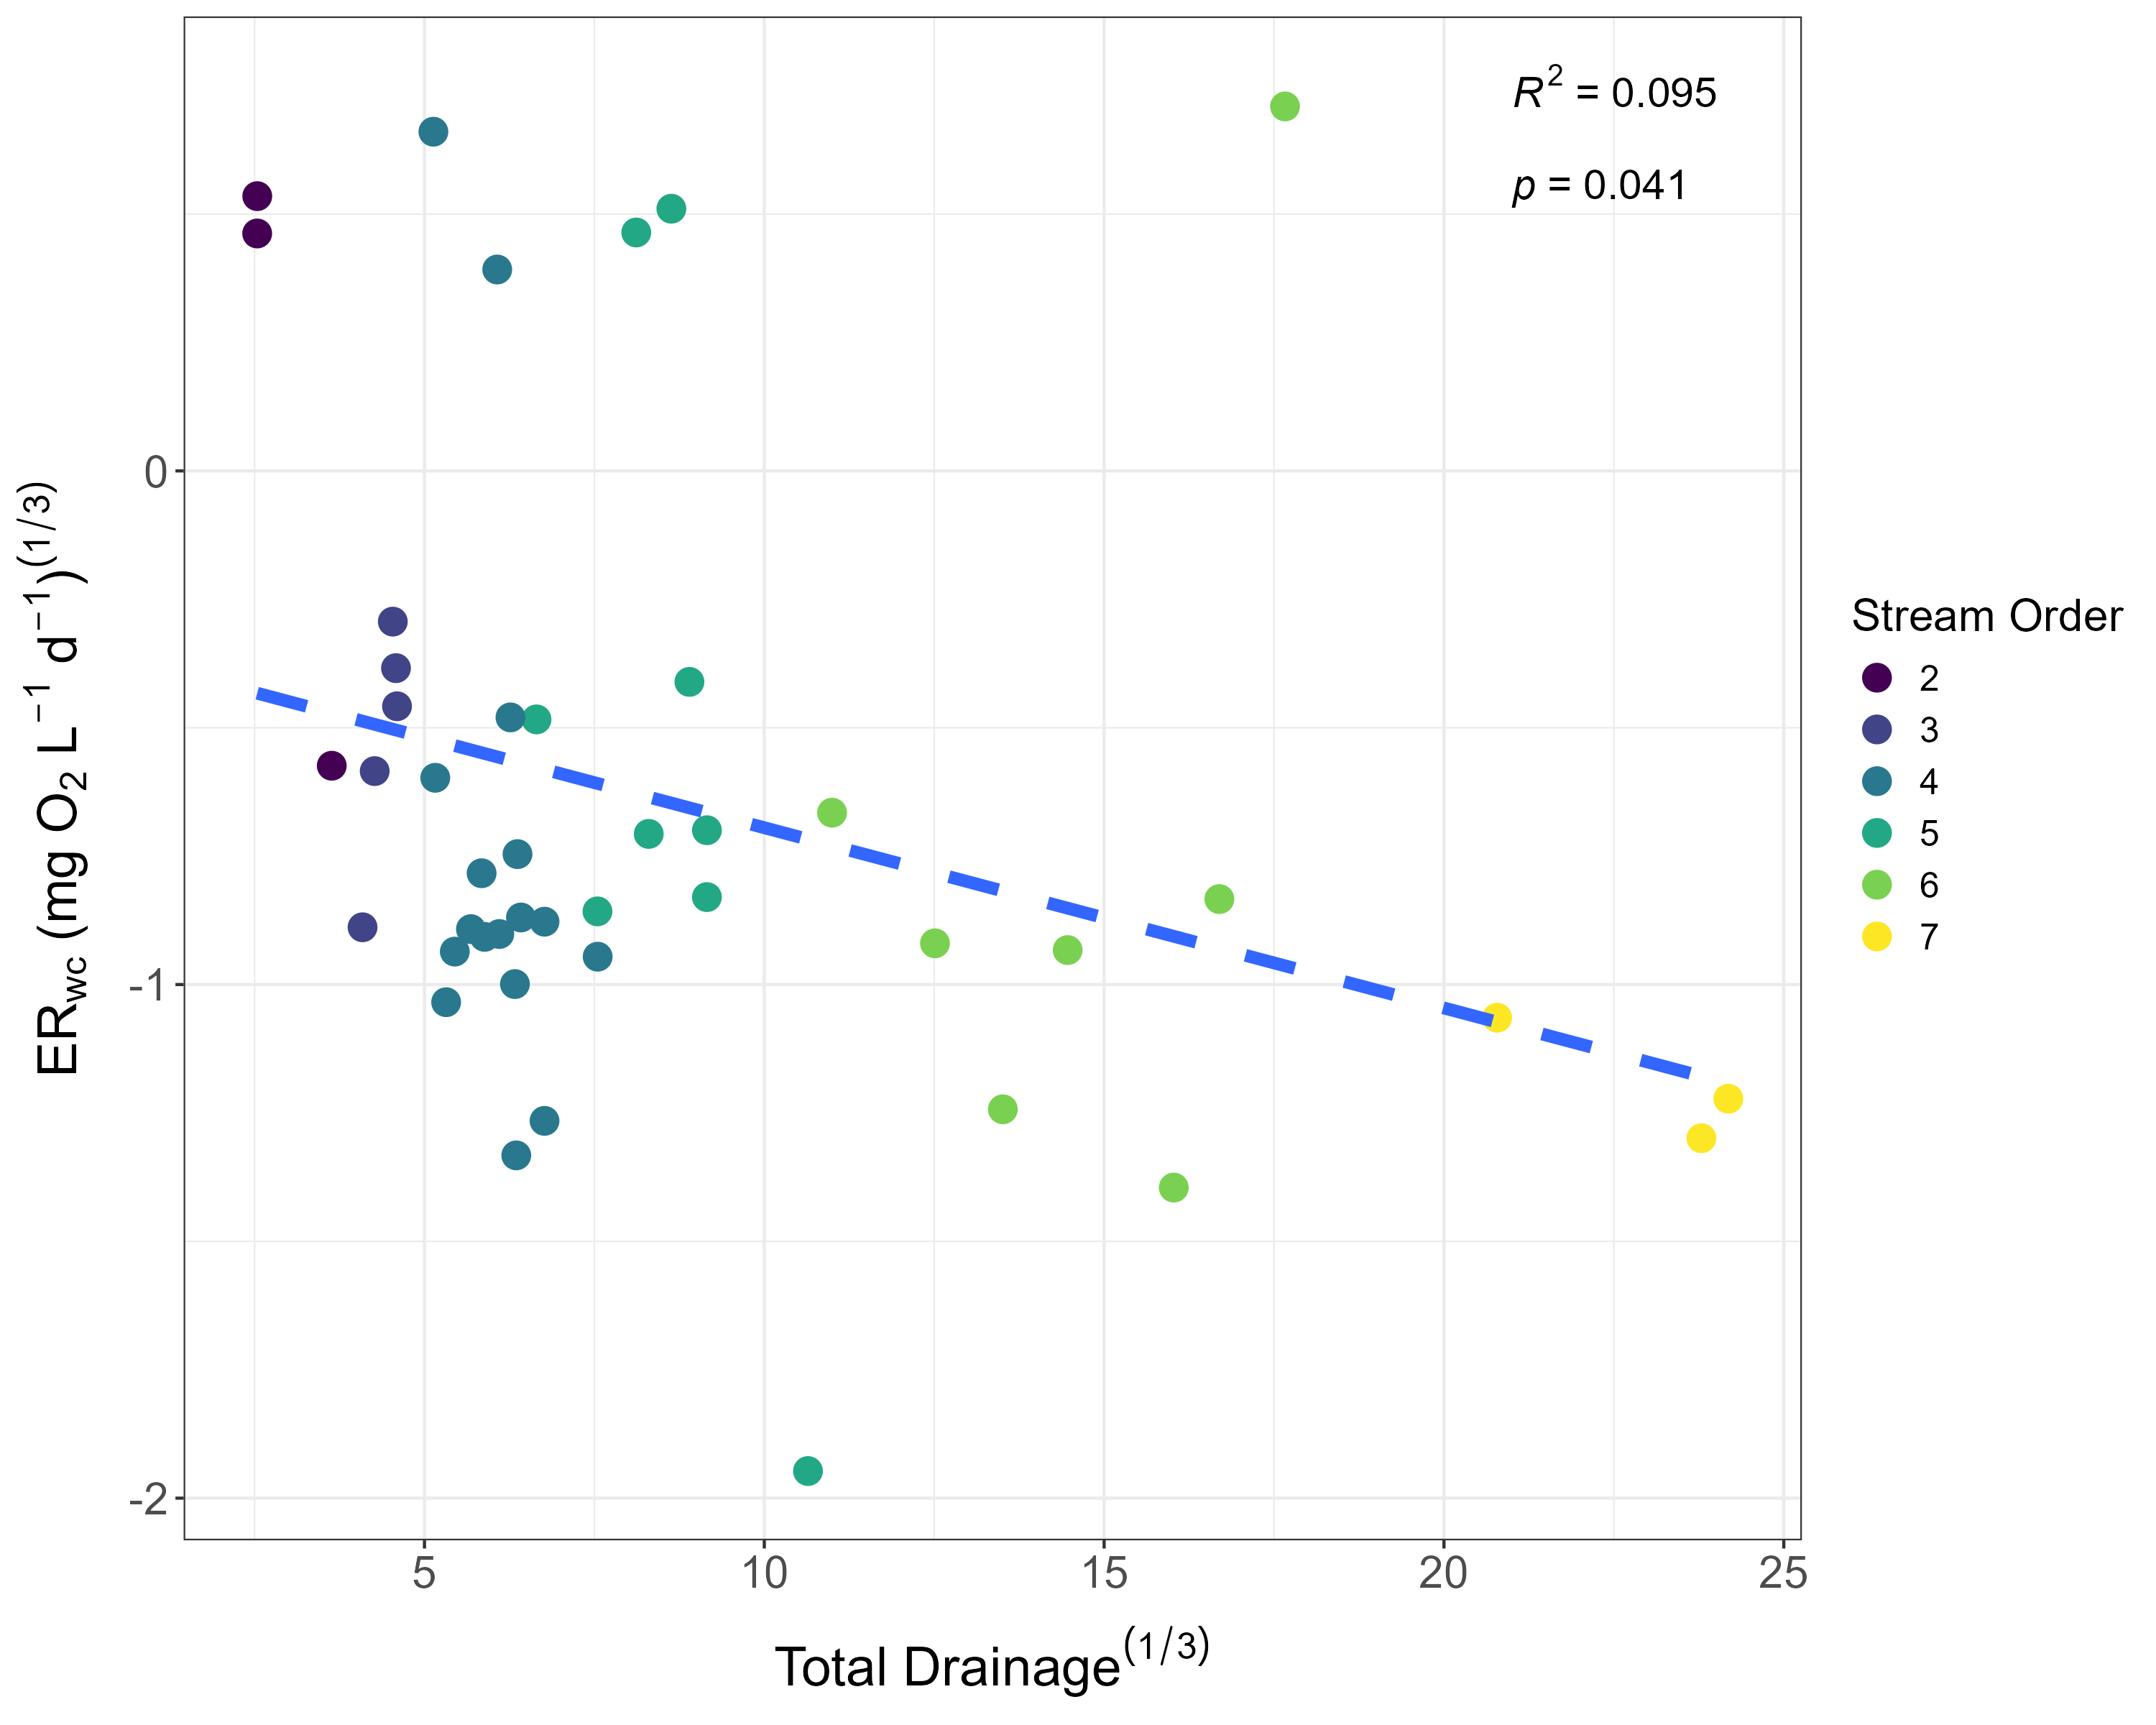 R² = 0.095
p = 0.041
0
-1
-2
ER_wc (mg O₂ L⁻¹ d⁻¹)^(1/3)
5 10 15 20 25
Total Drainage^(1/3)
Stream Order
2
3
4
5
6
7